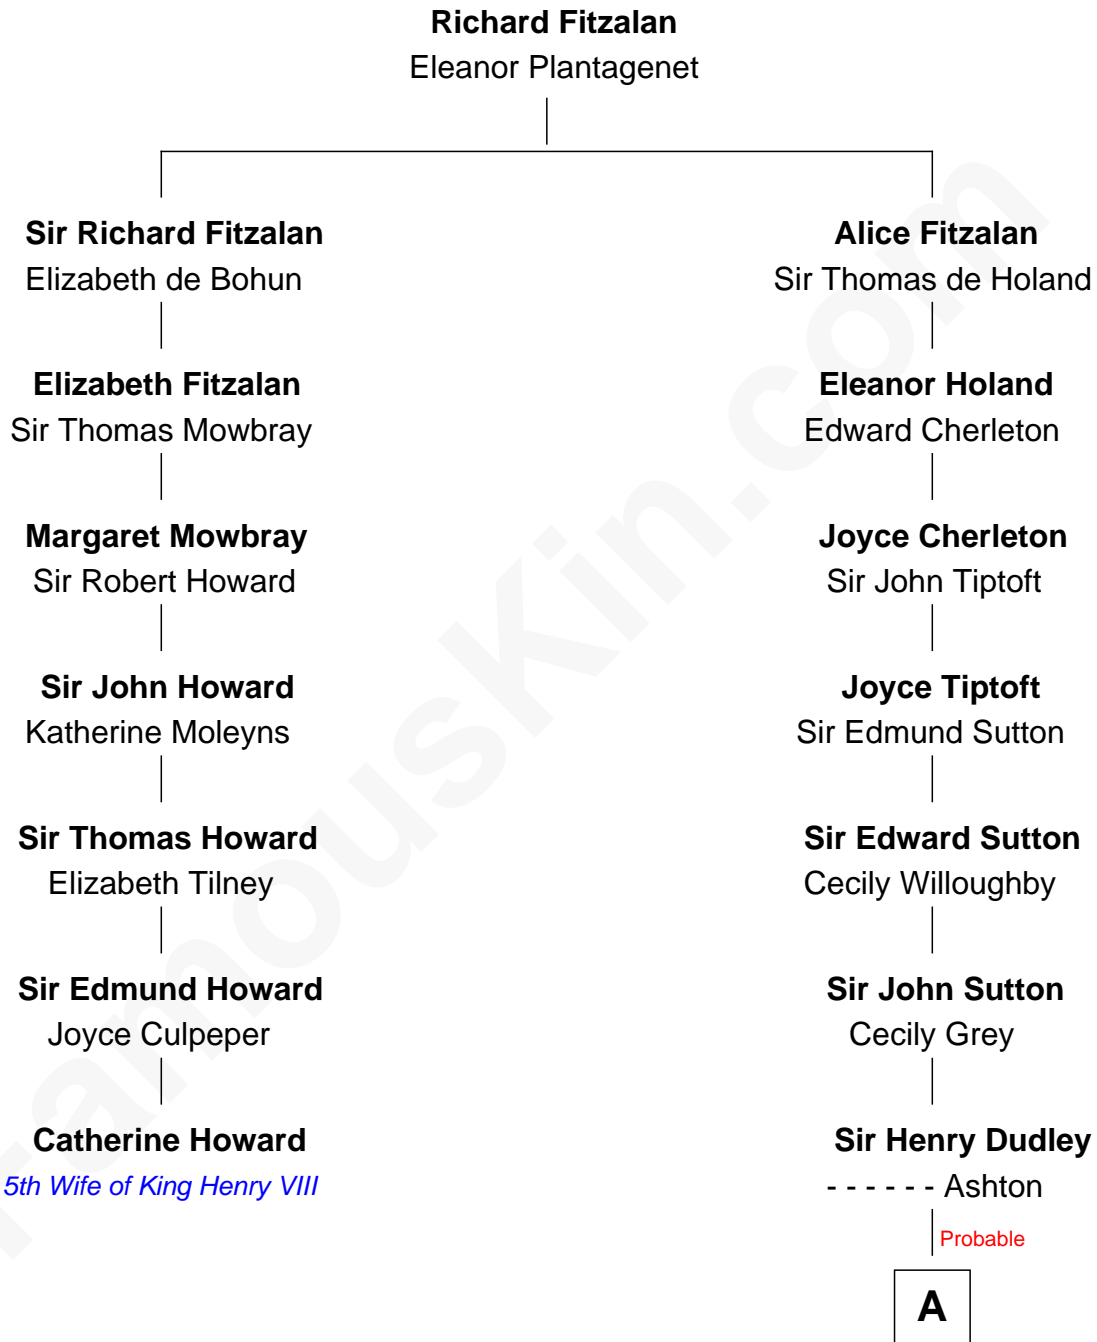 Richard Fitzalan
Eleanor Plantagenet
Sir Richard Fitzalan
Elizabeth de Bohun
Alice Fitzalan
Sir Thomas de Holand
Elizabeth Fitzalan
Sir Thomas Mowbray
Eleanor Holand
Edward Cherleton
Margaret Mowbray
Sir Robert Howard
Joyce Cherleton
Sir John Tiptoft
Sir John Howard
Katherine Moleyns
Joyce Tiptoft
Sir Edmund Sutton
Sir Thomas Howard
Elizabeth Tilney
Sir Edward Sutton
Cecily Willoughby
Sir Edmund Howard
Joyce Culpeper
Sir John Sutton
Cecily Grey
Catherine Howard
5th Wife of King Henry VIII
Sir Henry Dudley
- - - - - - Ashton
Probable
A
FamousKin.com